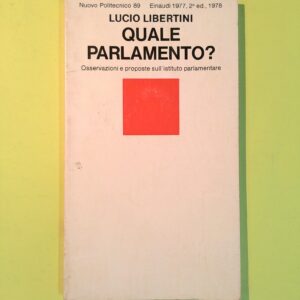 Nuovo Politecnico 89 Einaudi 1977, 2ª ed., 1978
LUCIO LIBERTINI
QUALE
PARLAMENTO?
Osservazioni e proposte sull'istituto parlamentare